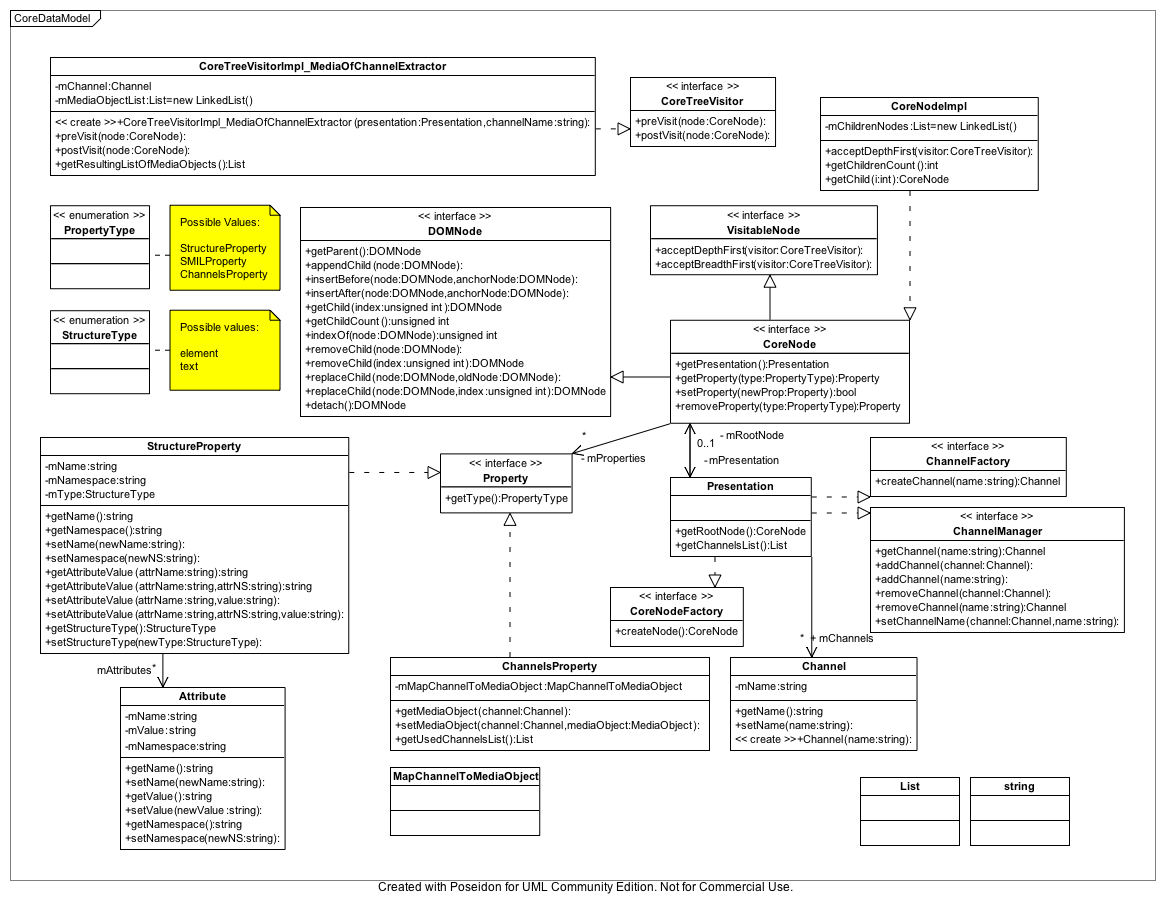 CoreDataModel
CoreTreeVisitorImpl_MediaOfChannelExtractor
-mChannel:Channel
-mMediaObjectList:List=new LinkedList()
<< create >>+CoreTreeVisitorImpl_MediaOfChannelExtractor(presentation:Presentation,channelName:string):
+preVisit(node:CoreNode):
+postVisit(node:CoreNode):
+getResultingListOfMediaObjects():List
<< interface >>
CoreTreeVisitor
+preVisit(node:CoreNode):
+postVisit(node:CoreNode):
CoreNodeImpl
-mChildrenNodes:List=new LinkedList()
+acceptDepthFirst(visitor:CoreTreeVisitor):
+getChildrenCount():int
+getChild(i:int):CoreNode
<< enumeration >>
PropertyType
Possible Values:
StructureProperty
SMILProperty
ChannelsProperty
<< enumeration >>
StructureType
Possible values:
element
text
<< interface >>
DOMNode
+getParent():DOMNode
+appendChild(node:DOMNode):
+insertBefore(node:DOMNode,anchorNode:DOMNode):
+insertAfter(node:DOMNode,anchorNode:DOMNode):
+getChild(index:unsigned int):DOMNode
+getChildCount():unsigned int
+indexOf(node:DOMNode):unsigned int
+removeChild(node:DOMNode):
+removeChild(index:unsigned int):DOMNode
+replaceChild(node:DOMNode,oldNode:DOMNode):
+replaceChild(node:DOMNode,index:unsigned int):DOMNode
+detach():DOMNode
<< interface >>
VisitableNode
+acceptDepthFirst(visitor:CoreTreeVisitor):
+acceptBreadthFirst(visitor:CoreTreeVisitor):
<< interface >>
CoreNode
+getPresentation():Presentation
+getProperty(type:PropertyType):Property
+setProperty(newProp:Property):bool
+removeProperty(type:PropertyType):Property
*
- mProperties
0..1
- mRootNode
-mPresentation
StructureProperty
-mName:string
-mNamespace:string
-mType:StructureType
+getName():string
+getNamespace():string
+setName(newName:string):
+setNamespace(newNS:string):
+getAttributeValue(attrName:string):string
+getAttributeValue(attrName:string,attrNS:string):string
+setAttributeValue(attrName:string,value:string):
+setAttributeValue(attrName:string,attrNS:string,value:string):
+getStructureType():StructureType
+setStructureType(newType:StructureType):
<< interface >>
Property
+getType():PropertyType
Presentation
+getRootNode():CoreNode
+getChannelsList():List
<< interface >>
ChannelFactory
+createChannel(name:string):Channel
<< interface >>
ChannelManager
+getChannel(name:string):Channel
+addChannel(channel:Channel):
+addChannel(name:string):
+removeChannel(channel:Channel):
+removeChannel(name:string):Channel
+setChannelName(channel:Channel,name:string):
<< interface >>
CoreNodeFactory
+createNode():CoreNode
* + mChannels
mAttributes *
Attribute
-mName:string
-mValue:string
-mNamespace:string
+getName():string
+setName(newName:string):
+getValue():string
+setValue(newValue:string):
+getNamespace():string
+setNamespace(newNS:string):
ChannelsProperty
-mMapChannelToMediaObject:MapChannelToMediaObject
+getMediaObject(channel:Channel):
+setMediaObject(channel:Channel,mediaObject:MediaObject):
+getUsedChannelsList():List
Channel
-mName:string
+getName():string
+setName(name:string):
<< create >>+Channel(name:string):
MapChannelToMediaObject
List
string
Created with Poseidon for UML Community Edition. Not for Commercial Use.